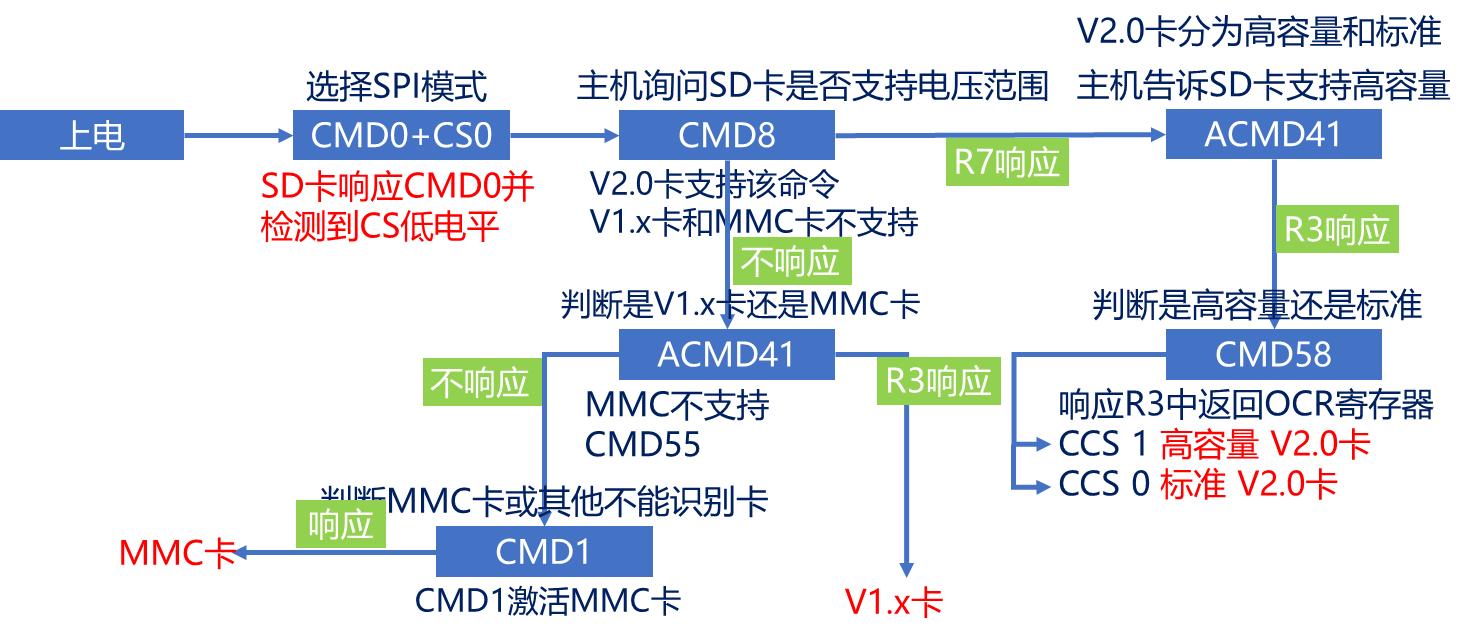 V2.0卡分为高容量和标准
选择SPI模式
主机询问SD卡是否支持电压范围
主机告诉SD卡支持高容量
上电
CMD0+CS0
CMD8
ACMD41
R7响应
SD卡响应CMD0并
检测到CS低电平
V2.0卡支持该命令
V1.x卡和MMC卡不支持
不响应
R3响应
判断是V1.x卡还是MMC卡
判断是高容量还是标准
ACMD41
CMD58
不响应
R3响应
MMC不支持
CMD55
响应R3中返回OCR寄存器
CCS 1 高容量 V2.0卡
CCS 0 标准 V2.0卡
判断MMC卡或其他不能识别卡
响应
MMC卡
CMD1
CMD1激活MMC卡
V1.x卡